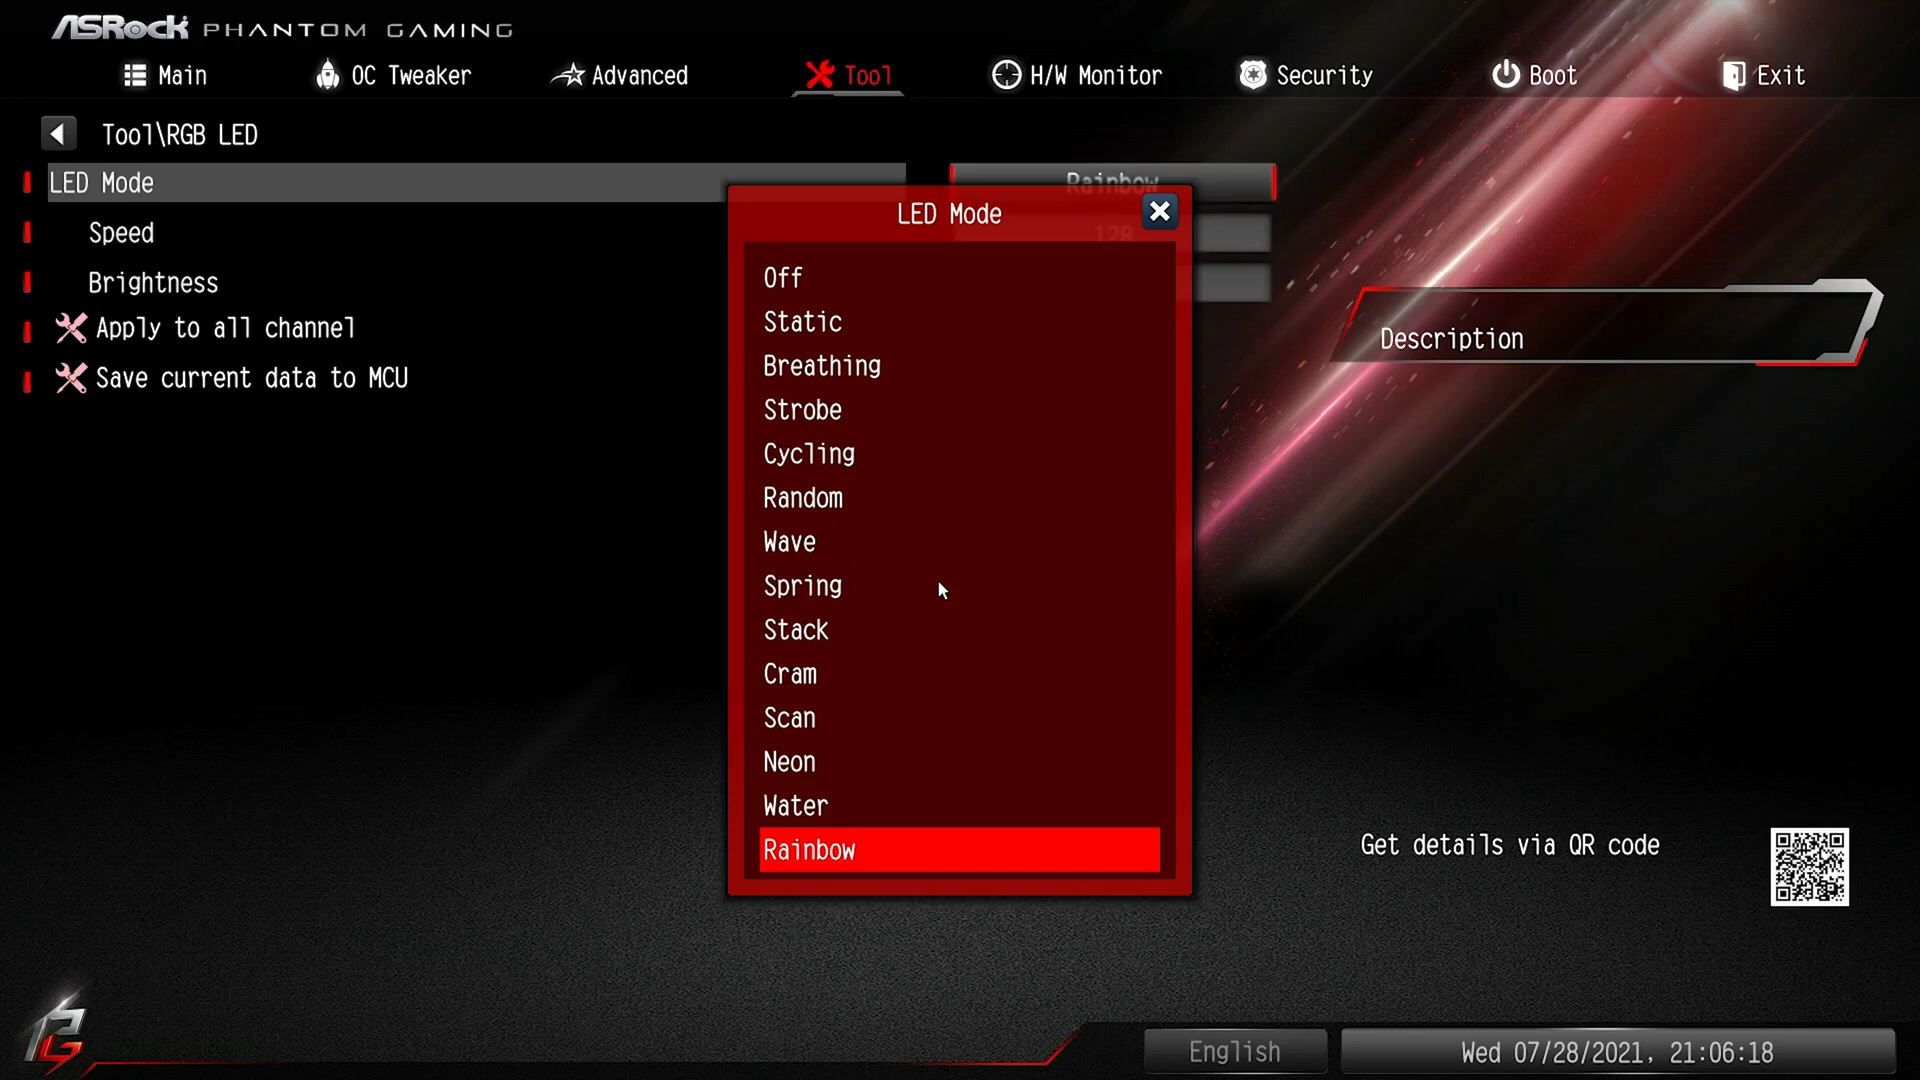 ASRock PHANTOM GAMING
Main OC Tweaker Advanced Tool H/W Monitor Security Boot Exit
Tool\RGB LED
LED Mode
Rainbow
Speed
128
Brightness
Apply to all channel
Save current data to MCU
LED Mode
Off
Static
Breathing
Strobe
Cycling
Random
Wave
Spring
Stack
Cram
Scan
Neon
Water
Rainbow
Description
Get details via QR code
English
Wed 07/28/2021, 21:06:18